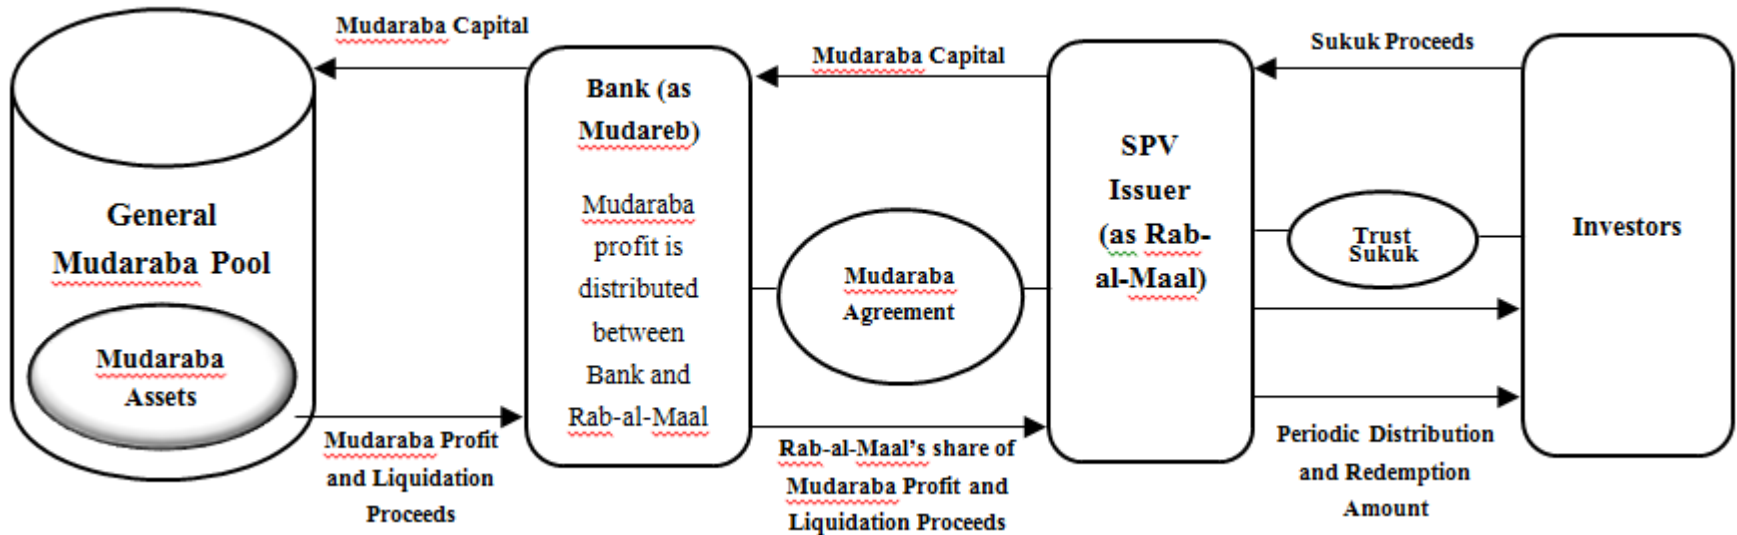 Mudaraba Capital
General
Mudaraba Pool
Mudaraba
Assets
Mudaraba Profit
and Liquidation
Proceeds
Bank (as
Mudareb)
Mudaraba
profit is
distributed
between
Bank and
Rab-al-Maal
Mudaraba Capital
Mudaraba
Agreement
Rab-al-Maal’s share of
Mudaraba Profit and
Liquidation Proceeds
SPV
Issuer
(as Rab-
al-Maal)
Sukuk Proceeds
Trust
Sukuk
Periodic Distribution
and Redemption
Amount
Investors